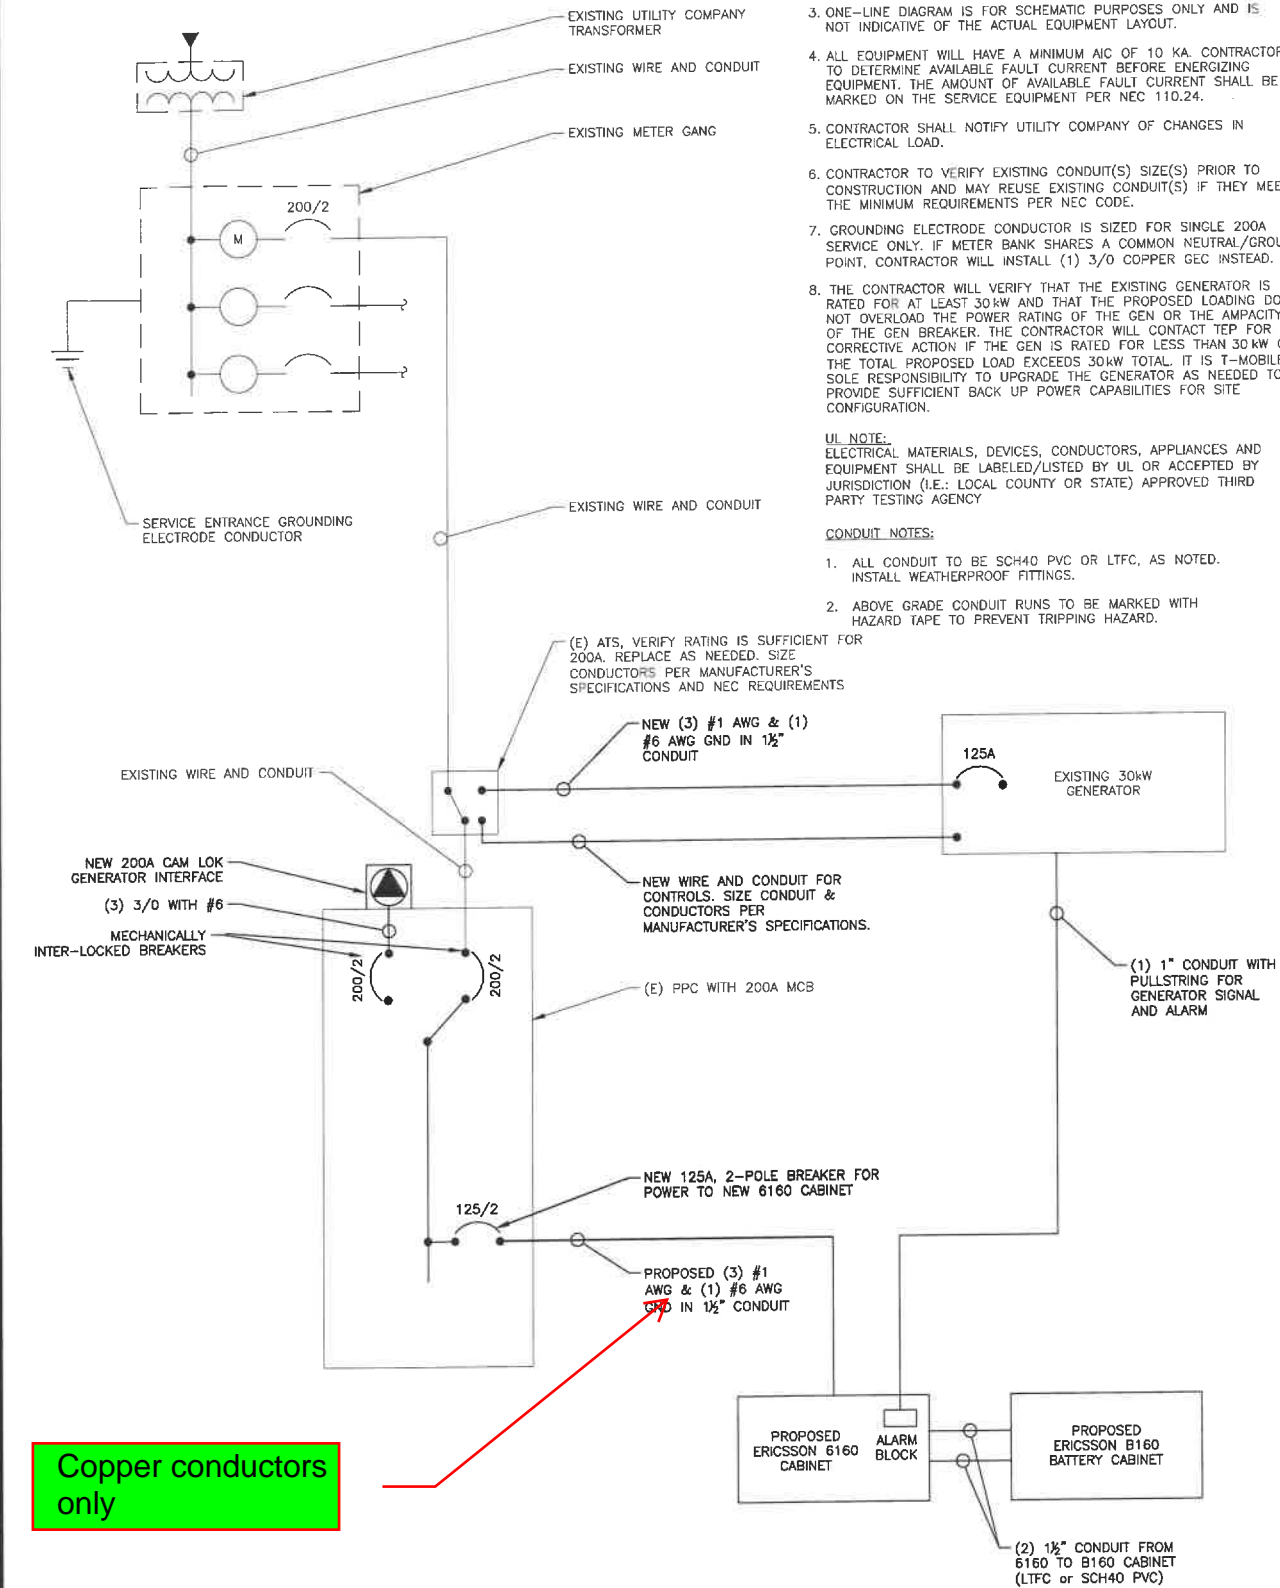 EXISTING UTILITY COMPANY
TRANSFORMER
EXISTING WIRE AND CONDUIT
EXISTING METER GANG
200/2
M
SERVICE ENTRANCE GROUNDING
ELECTRODE CONDUCTOR
EXISTING WIRE AND CONDUIT
3. ONE-LINE DIAGRAM IS FOR SCHEMATIC PURPOSES ONLY AND IS
NOT INDICATIVE OF THE ACTUAL EQUIPMENT LAYOUT.
4. ALL EQUIPMENT WILL HAVE A MINIMUM AIC OF 10 KA. CONTRACTOR
TO DETERMINE AVAILABLE FAULT CURRENT BEFORE ENERGIZING
EQUIPMENT. THE AMOUNT OF AVAILABLE FAULT CURRENT SHALL BE
MARKED ON THE SERVICE EQUIPMENT PER NEC 110.24.
5. CONTRACTOR SHALL NOTIFY UTILITY COMPANY OF CHANGES IN
ELECTRICAL LOAD.
6. CONTRACTOR TO VERIFY EXISTING CONDUIT(S) SIZE(S) PRIOR TO
CONSTRUCTION AND MAY REUSE EXISTING CONDUIT(S) IF THEY MEE
THE MINIMUM REQUIREMENTS PER NEC CODE.
7. GROUNDING ELECTRODE CONDUCTOR IS SIZED FOR SINGLE 200A
SERVICE ONLY. IF METER BANK SHARES A COMMON NEUTRAL/GROU
POINT, CONTRACTOR WILL INSTALL (1) 3/0 COPPER GEC INSTEAD.
8. THE CONTRACTOR WILL VERIFY THAT THE EXISTING GENERATOR IS
RATED FOR AT LEAST 30 kW AND THAT THE PROPOSED LOADING DO
NOT OVERLOAD THE POWER RATING OF THE GEN OR THE AMPACITY
OF THE GEN BREAKER. THE CONTRACTOR WILL CONTACT TEP FOR
CORRECTIVE ACTION IF THE GEN IS RATED FOR LESS THAN 30 kW
THE TOTAL PROPOSED LOAD EXCEEDS 30kW TOTAL. IT IS T-MOBILE
SOLE RESPONSIBILITY TO UPGRADE THE GENERATOR AS NEEDED TO
PROVIDE SUFFICIENT BACK UP POWER CAPABILITIES FOR SITE
CONFIGURATION.
UL NOTE:
ELECTRICAL MATERIALS, DEVICES, CONDUCTORS, APPLIANCES AND
EQUIPMENT SHALL BE LABELED/LISTED BY UL OR ACCEPTED BY
JURISDICTION (I.E.: LOCAL COUNTY OR STATE) APPROVED THIRD
PARTY TESTING AGENCY
CONDUIT NOTES:
1. ALL CONDUIT TO BE SCH40 PVC OR LTFC, AS NOTED.
INSTALL WEATHERPROOF FITTINGS.
2. ABOVE GRADE CONDUIT RUNS TO BE MARKED WITH
HAZARD TAPE TO PREVENT TRIPPING HAZARD.
(E) ATS, VERIFY RATING IS SUFFICIENT FOR
200A. REPLACE AS NEEDED. SIZE
CONDUCTORS PER MANUFACTURER'S
SPECIFICATIONS AND NEC REQUIREMENTS
NEW (3) #1 AWG & (1)
#6 AWG GND IN 1½"
CONDUIT
125A
EXISTING 30kW
GENERATOR
EXISTING WIRE AND CONDUIT
NEW 200A CAM LOK
GENERATOR INTERFACE
(3) 3/0 WITH #6
MECHANICALLY
INTER-LOCKED BREAKERS
200/2
200/2
NEW WIRE AND CONDUIT FOR
CONTROLS. SIZE CONDUIT &
CONDUCTORS PER
MANUFACTURER'S SPECIFICATIONS.
(E) PPC WITH 200A MCB
(1) 1" CONDUIT WITH
PULLSTRING FOR
GENERATOR SIGNAL
AND ALARM
NEW 125A, 2-POLE BREAKER FOR
POWER TO NEW 6160 CABINET
125/2
PROPOSED (3) #1
AWG & (1) #6 AWG
GND IN 1½" CONDUIT
Copper conductors
only
PROPOSED
ERICSSON 6160
CABINET
ALARM
BLOCK
PROPOSED
ERICSSON B160
BATTERY CABINET
(2) 1½" CONDUIT FROM
6160 TO B160 CABINET
(LTFC or SCH40 PVC)